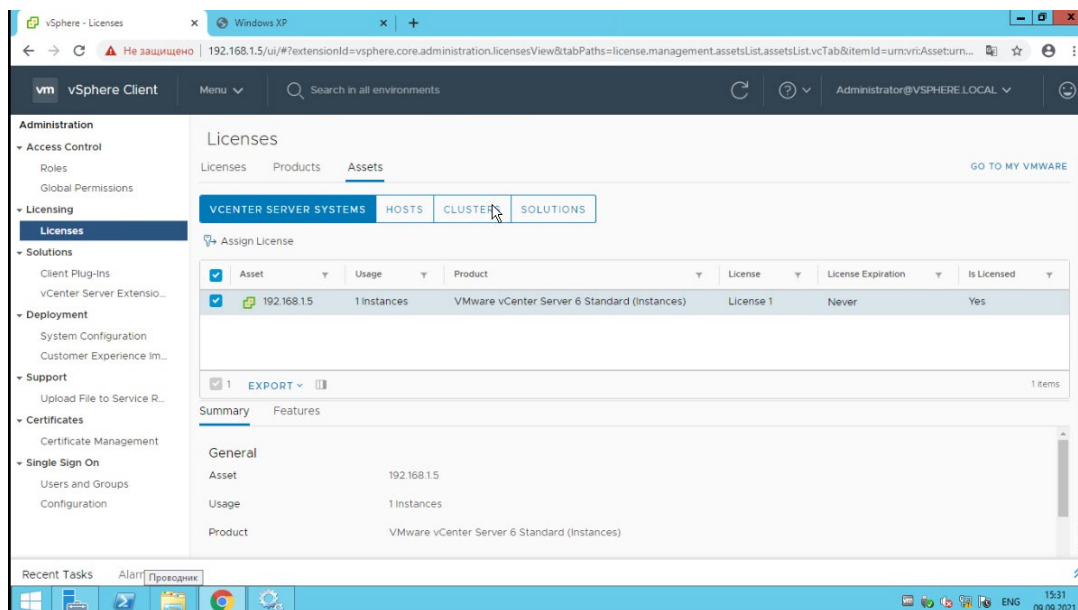 vSphere - Licenses
Windows XP
Не защищено 192.168.1.5/ui/#?extensionId=vsphere.core.administration.licensesView&tabPaths=license.management.assetsList.assetsList.vcTab&itemId=urn:vri:Asset:urn...
vm vSphere Client Menu Search in all environments Administrator@VSPHERE.LOCAL
Administration
Access Control
Roles
Global Permissions
Licensing
Licenses
Solutions
Client Plug-Ins
vCenter Server Extensio...
Deployment
System Configuration
Customer Experience Im...
Support
Upload File to Service R...
Certificates
Certificate Management
Single Sign On
Users and Groups
Configuration
Licenses
Licenses Products Assets GO TO MY VMWARE
VCENTER SERVER SYSTEMS HOSTS CLUSTERS SOLUTIONS
Assign License
Asset Usage Product License License Expiration Is Licensed
192.168.1.5 1 Instances VMware vCenter Server 6 Standard (Instances) License 1 Never Yes
1 EXPORT 1 items
Summary Features
General
Asset 192.168.1.5
Usage 1 Instances
Product VMware vCenter Server 6 Standard (Instances)
Recent Tasks Alarr
Проводник
ENG 15:31
09.09.2021